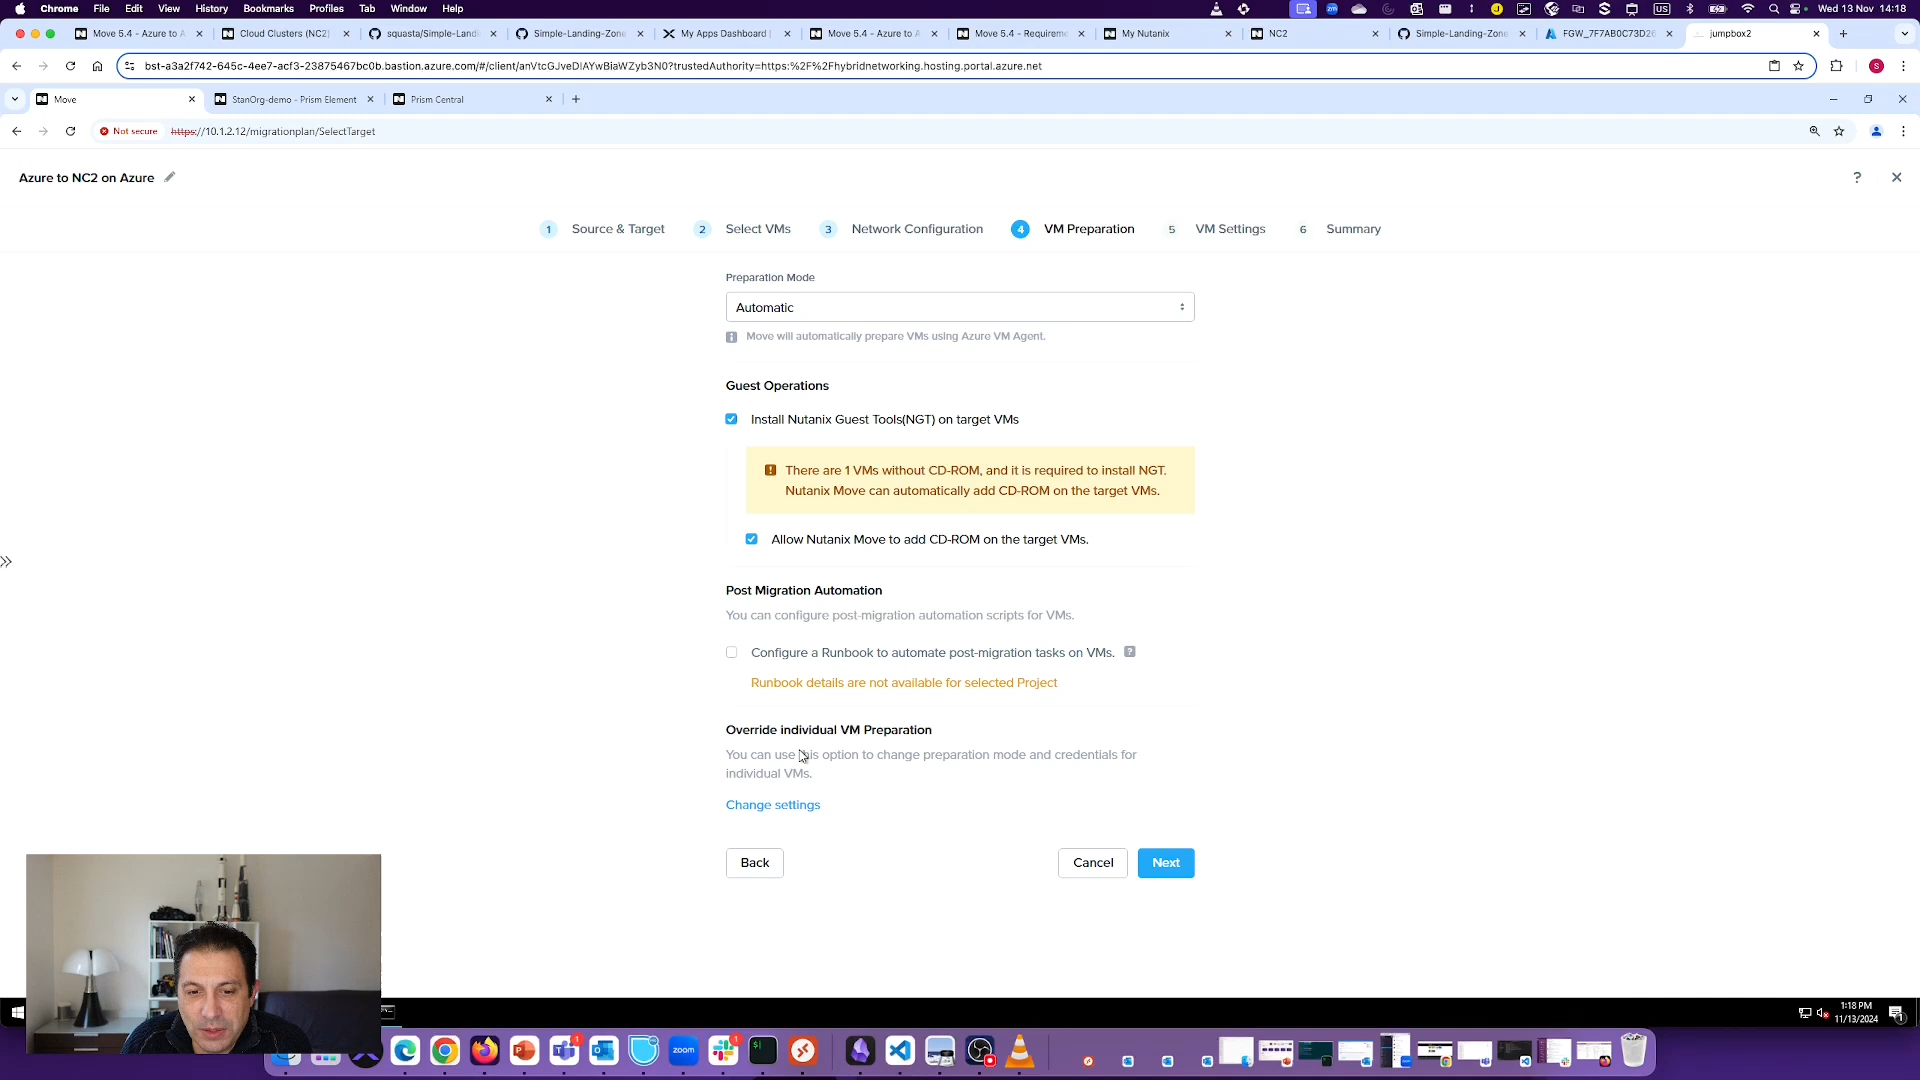 Chrome File Edit View History Bookmarks Profiles Tab Window Help
US Wed 13 Nov 14:18
Move 5.4 - Azure to A
Cloud Clusters (NC2)
squasta/Simple-Landi
Simple-Landing-Zone
My Apps Dashboard |
Move 5.4 - Azure to A
Move 5.4 - Requireme
My Nutanix
NC2
Simple-Landing-Zone
FGW_7F7AB0C73D26
jumpbox2
bst-a3a2f742-645c-4ee7-acf3-23875467bc0b.bastion.azure.com/#/client/anVtcGJveDIAYwBiaWZyb3N0?trustedAuthority=https:%2F%2Fhybridnetworking.hosting.portal.azure.net
S
Move
StanOrg-demo - Prism Element
Prism Central
Not secure https://10.1.2.12/migrationplan/SelectTarget
Azure to NC2 on Azure
?
1 Source & Target 2 Select VMs 3 Network Configuration 4 VM Preparation 5 VM Settings 6 Summary
Preparation Mode
Automatic
Move will automatically prepare VMs using Azure VM Agent.
Guest Operations
Install Nutanix Guest Tools(NGT) on target VMs
There are 1 VMs without CD-ROM, and it is required to install NGT.
Nutanix Move can automatically add CD-ROM on the target VMs.
Allow Nutanix Move to add CD-ROM on the target VMs.
Post Migration Automation
You can configure post-migration automation scripts for VMs.
Configure a Runbook to automate post-migration tasks on VMs. ?
Runbook details are not available for selected Project
Override individual VM Preparation
You can use this option to change preparation mode and credentials for
individual VMs.
Change settings
Back Cancel Next
1:18 PM
11/13/2024
1
zoom
1
1